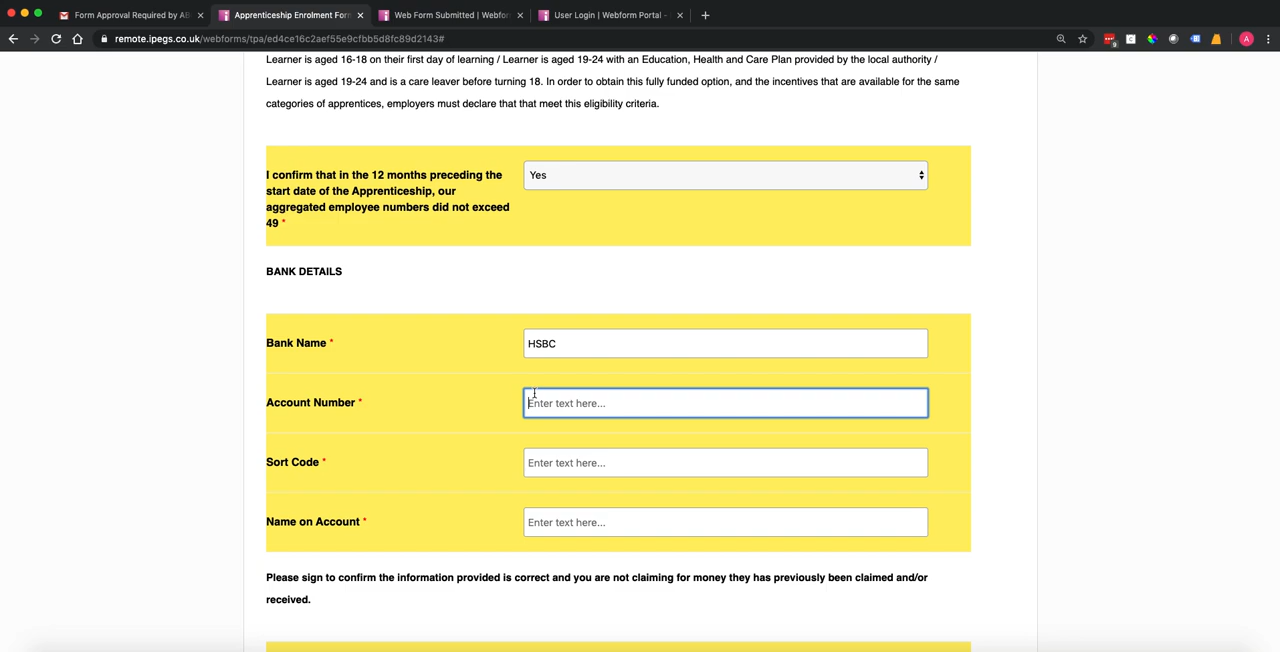 Form Approval Required by AB
Apprenticeship Enrolment Form
Web Form Submitted | Webfor
User Login | Webform Portal -
remote.ipegs.co.uk/webforms/tpa/ed4ce16c2aef55e9cfbb5d8fc89d2143#
Learner is aged 16-18 on their first day of learning / Learner is aged 19-24 with an Education, Health and Care Plan provided by the local authority /
Learner is aged 19-24 and is a care leaver before turning 18. In order to obtain this fully funded option, and the incentives that are available for the same
categories of apprentices, employers must declare that that meet this eligibility criteria.
I confirm that in the 12 months preceding the
start date of the Apprenticeship, our
aggregated employee numbers did not exceed
49 *
Yes
BANK DETAILS
Bank Name *
HSBC
Account Number *
Enter text here...
Sort Code *
Enter text here...
Name on Account *
Enter text here...
Please sign to confirm the information provided is correct and you are not claiming for money they has previously been claimed and/or
received.